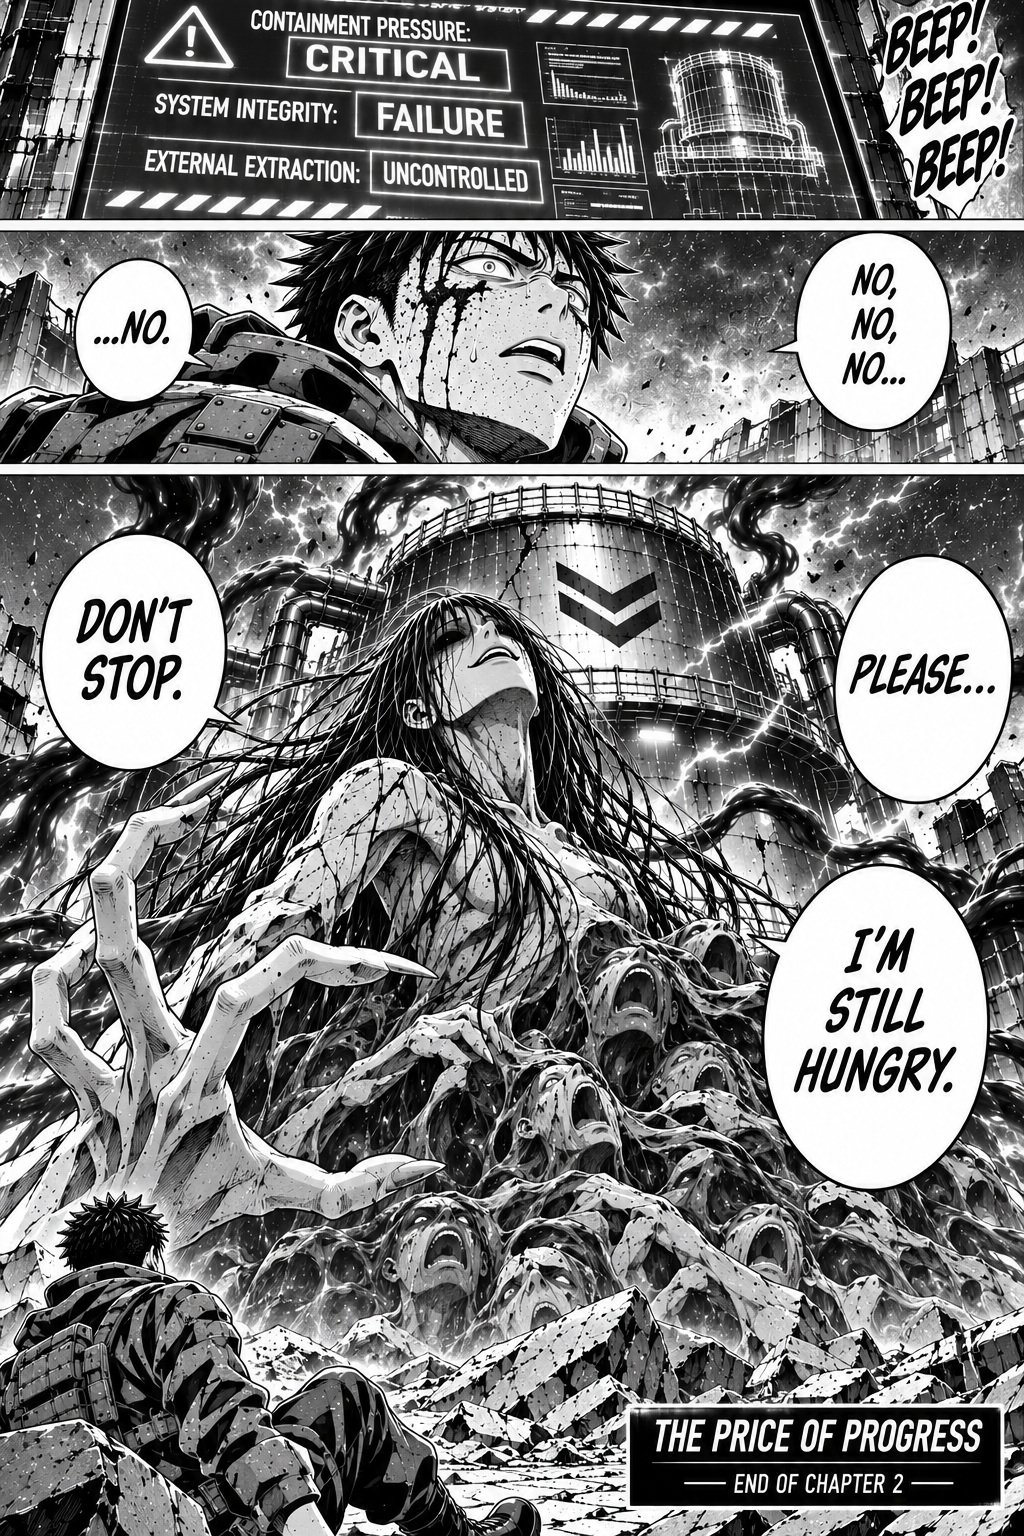 CONTAINMENT PRESSURE:
CRITICAL
SYSTEM INTEGRITY:
FAILURE
EXTERNAL EXTRACTION:
UNCONTROLLED
BEEP!
BEEP!
BEEP!
...NO.
NO,
NO,
NO...
DON'T
STOP.
PLEASE...
I'M
STILL
HUNGRY.
THE PRICE OF PROGRESS
END OF CHAPTER 2